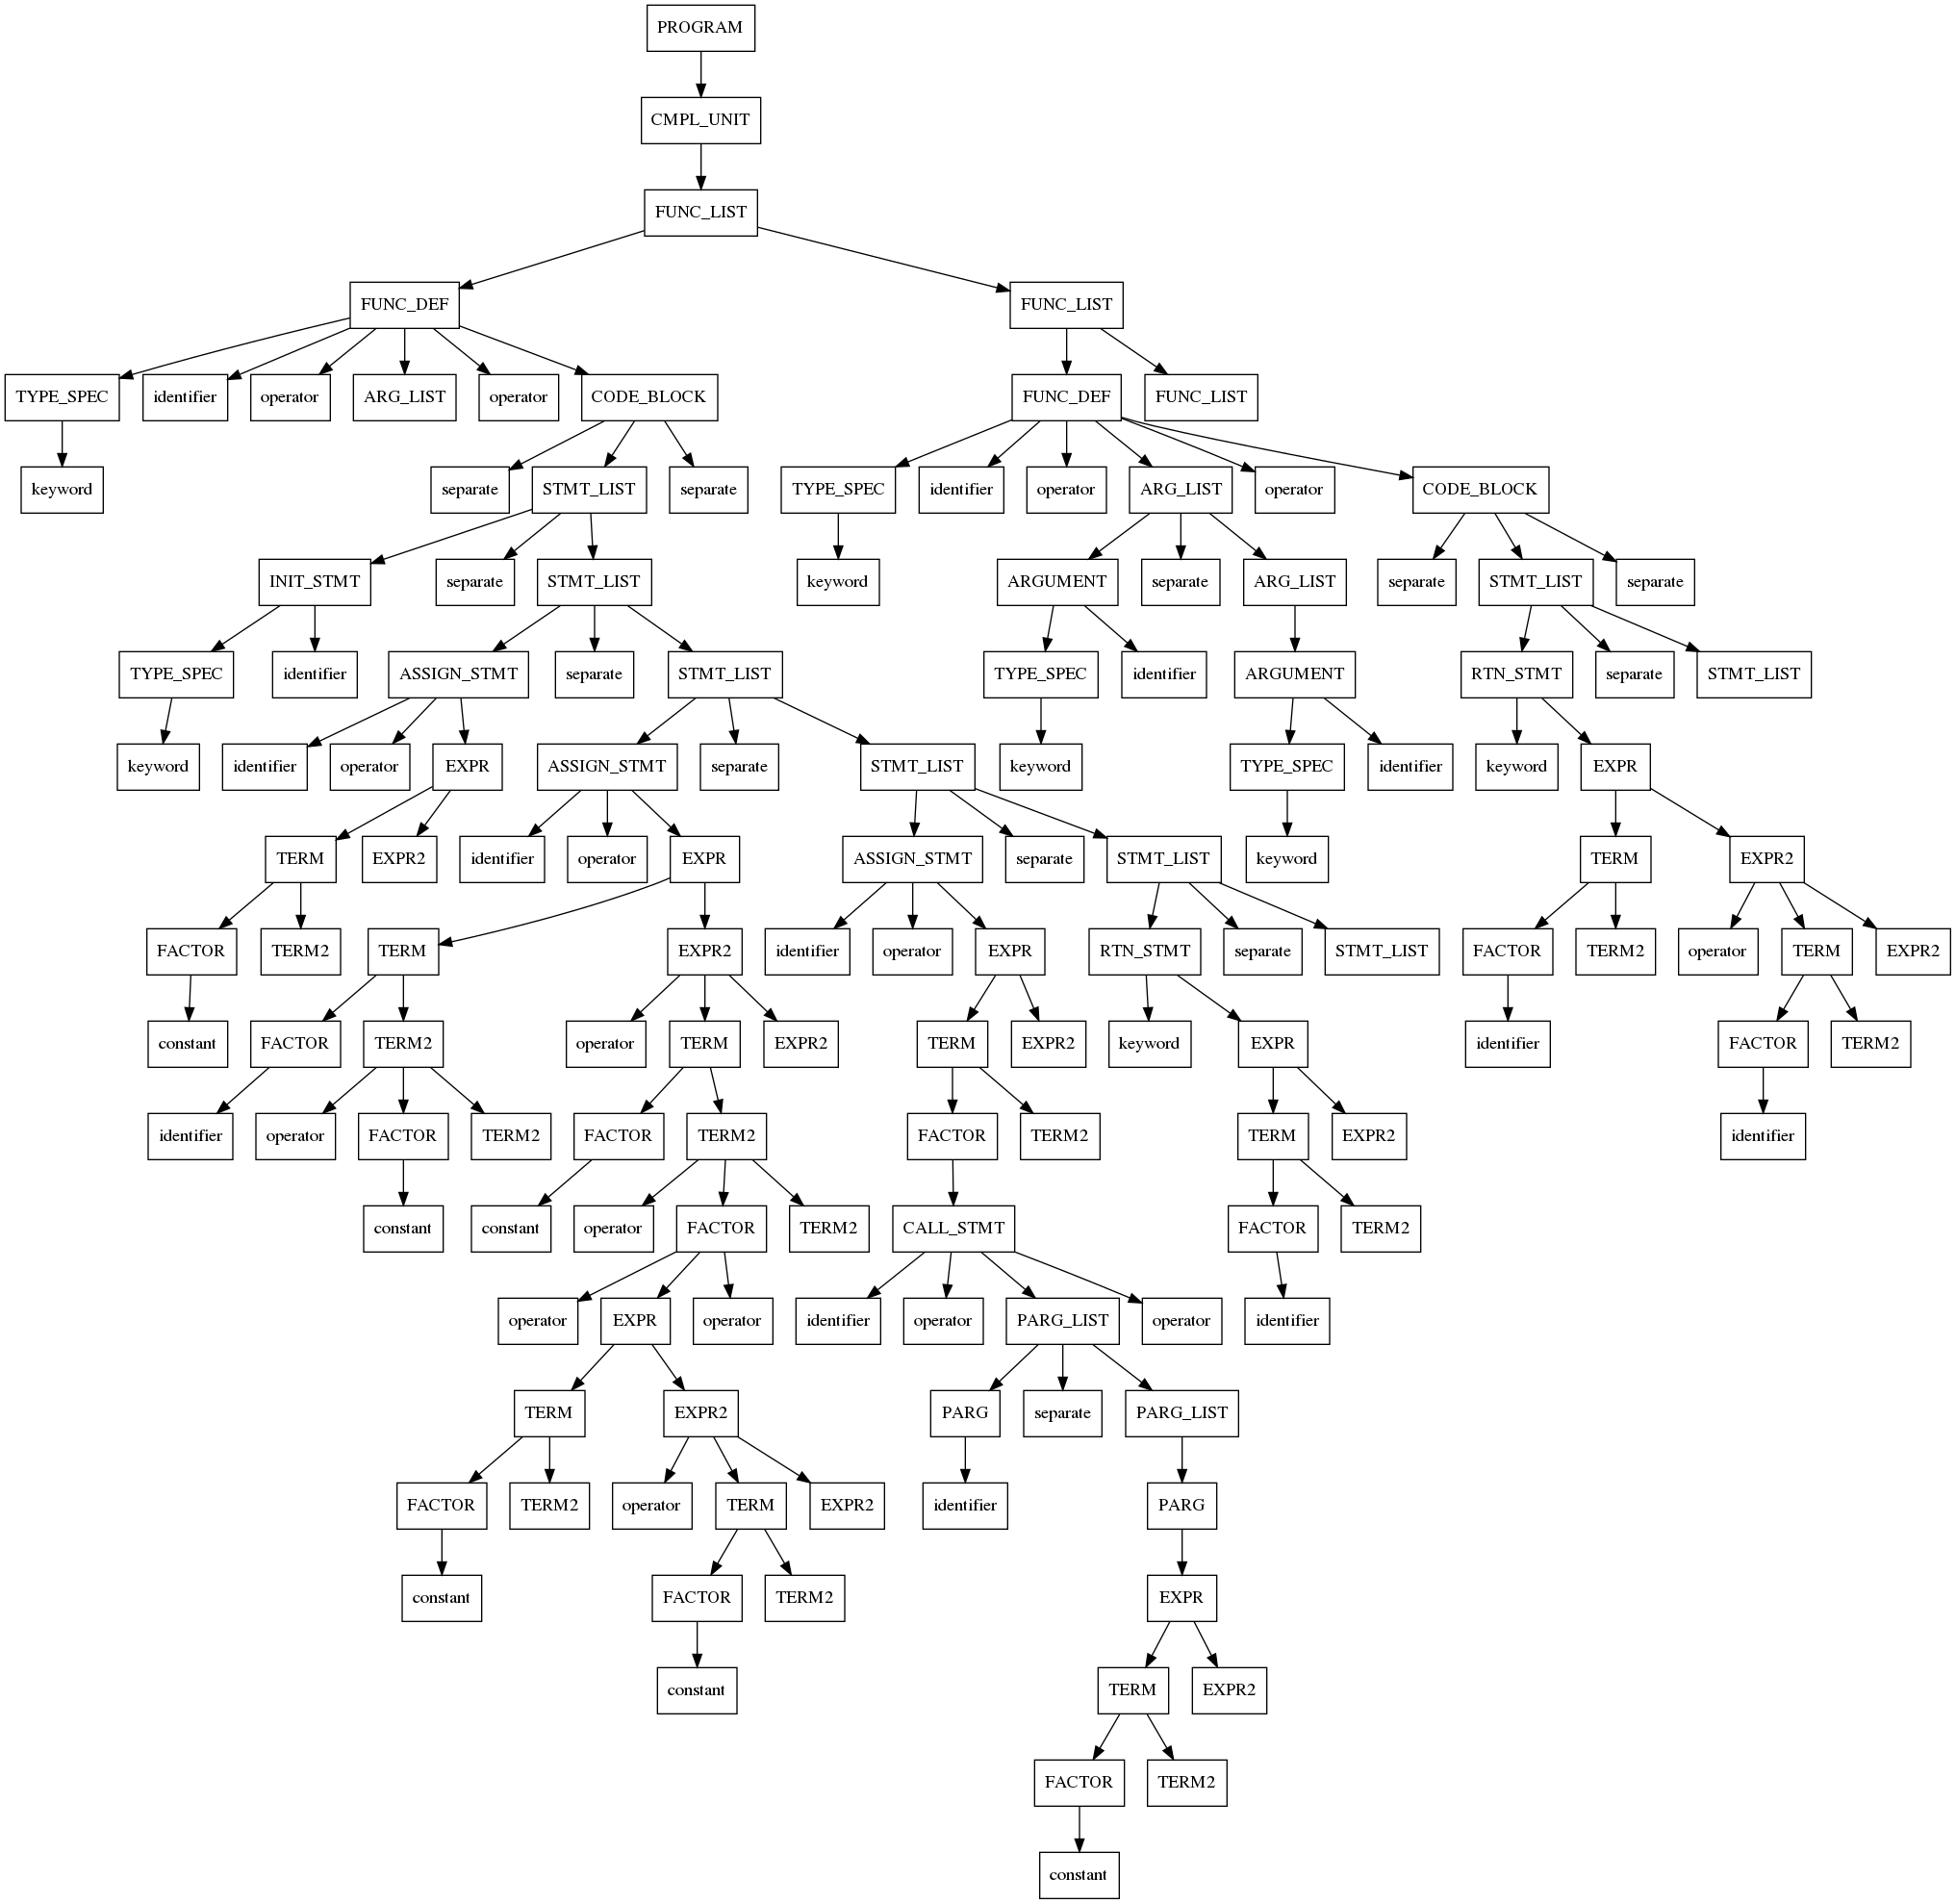 PROGRAM
CMPL_UNIT
FUNC_LIST
FUNC_DEF FUNC_LIST
TYPE_SPEC identifier operator ARG_LIST operator CODE_BLOCK FUNC_DEF FUNC_LIST
keyword separate STMT_LIST separate TYPE_SPEC identifier operator ARG_LIST operator CODE_BLOCK
INIT_STMT separate STMT_LIST keyword ARGUMENT separate ARG_LIST separate STMT_LIST separate
TYPE_SPEC identifier ASSIGN_STMT separate STMT_LIST TYPE_SPEC identifier ARGUMENT RTN_STMT separate STMT_LIST
keyword identifier operator EXPR ASSIGN_STMT separate STMT_LIST keyword TYPE_SPEC identifier keyword EXPR
TERM EXPR2 identifier operator EXPR ASSIGN_STMT separate STMT_LIST keyword TERM EXPR2
FACTOR TERM2 TERM EXPR2 identifier operator EXPR RTN_STMT separate STMT_LIST FACTOR TERM2 operator TERM EXPR2
constant FACTOR TERM2 operator TERM EXPR2 TERM EXPR2 keyword EXPR identifier FACTOR TERM2
identifier operator FACTOR TERM2 FACTOR TERM2 FACTOR TERM2 TERM EXPR2 identifier
constant constant operator FACTOR TERM2 CALL_STMT FACTOR TERM2
operator EXPR operator identifier operator PARG_LIST operator identifier
TERM EXPR2 PARG separate PARG_LIST
FACTOR TERM2 operator TERM EXPR2 identifier PARG
constant FACTOR TERM2 EXPR
constant TERM EXPR2
FACTOR TERM2
constant